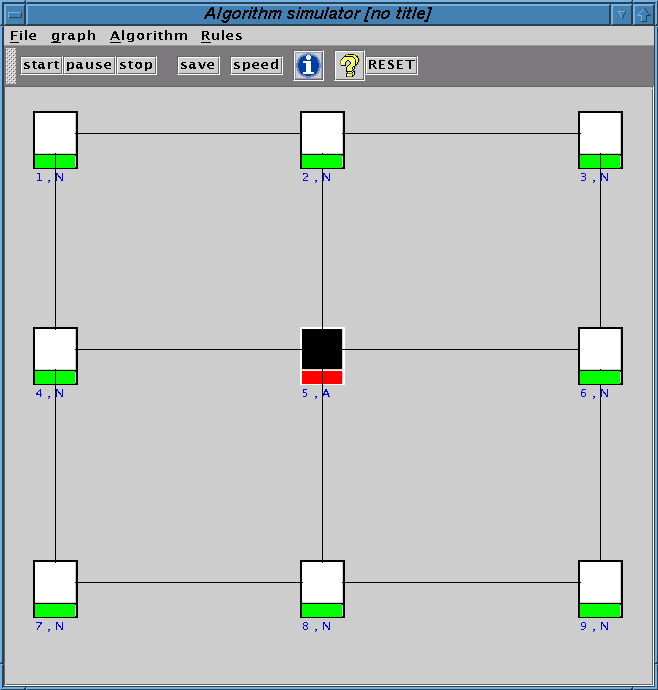 Algorithm simulator [no title]
File graph Algorithm Rules
start pause stop save speed i ? RESET
1 , N 2 , N 3 , N
4 , N 5 , A 6 , N
7 , N 8 , N 9 , N